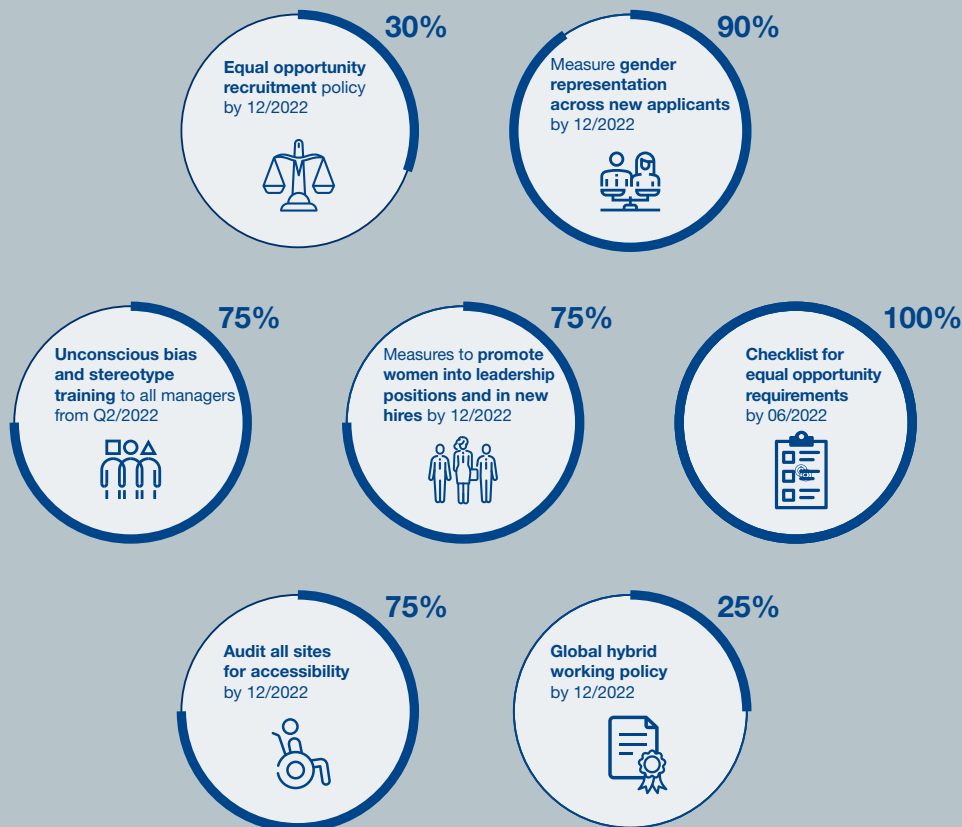 30%
Equal opportunity
recruitment policy
by 12/2022
90%
Measure gender
representation
across new applicants
by 12/2022
75%
Unconscious bias
and stereotype
training to all managers
from Q2/2022
75%
Measures to promote
women into leadership
positions and in new
hires by 12/2022
100%
Checklist for
equal opportunity
requirements
by 06/2022
75%
Audit all sites
for accessibility
by 12/2022
25%
Global hybrid
working policy
by 12/2022